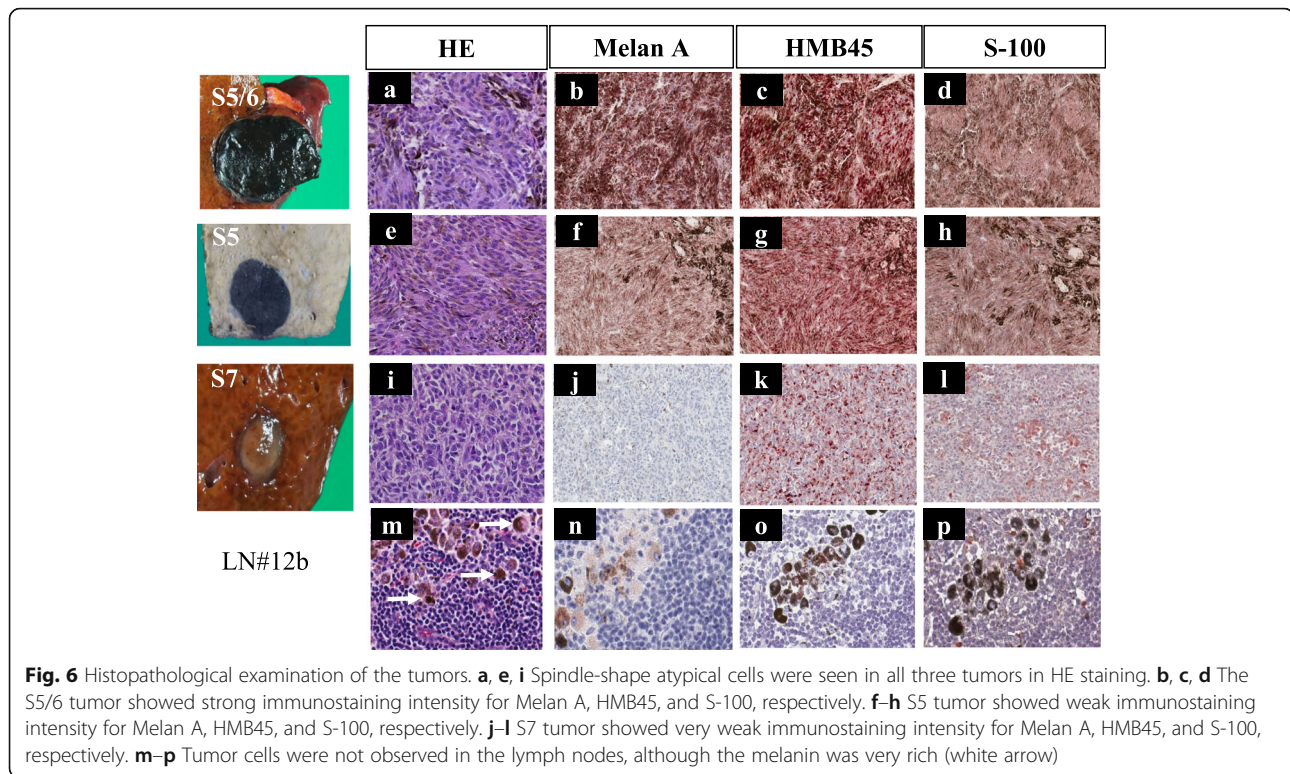 HE Melan A HMB45 S-100
S5/6 a b c d
S5 e f g h
S7 i j k l
LN#12b m n o p
Fig. 6 Histopathological examination of the tumors. a, e, i Spindle-shape atypical cells were seen in all three tumors in HE staining. b, c, d The
S5/6 tumor showed strong immunostaining intensity for Melan A, HMB45, and S-100, respectively. f–h S5 tumor showed weak immunostaining
intensity for Melan A, HMB45, and S-100, respectively. j–l S7 tumor showed very weak immunostaining intensity for Melan A, HMB45, and S-100,
respectively. m–p Tumor cells were not observed in the lymph nodes, although the melanin was very rich (white arrow)